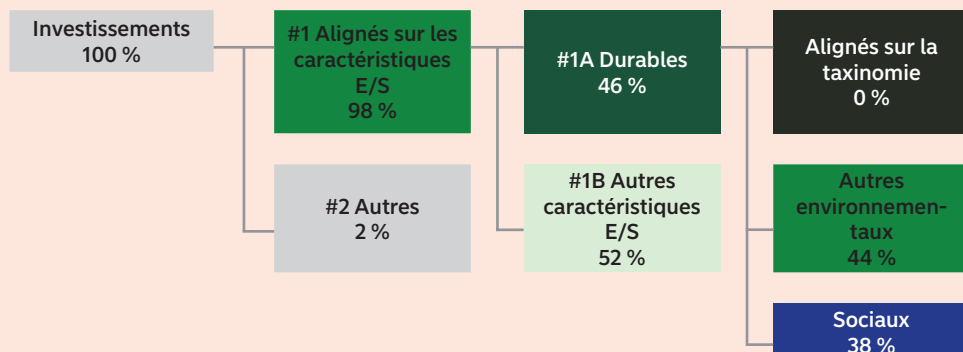 Investissements
100 %
#1 Alignés sur les
caractéristiques
E/S
98 %
#1A Durables
46 %
Alignés sur la
taxinomie
0 %
#2 Autres
2 %
#1B Autres
caractéristiques
E/S
52 %
Autres
environnemen-
taux
44 %
Sociaux
38 %